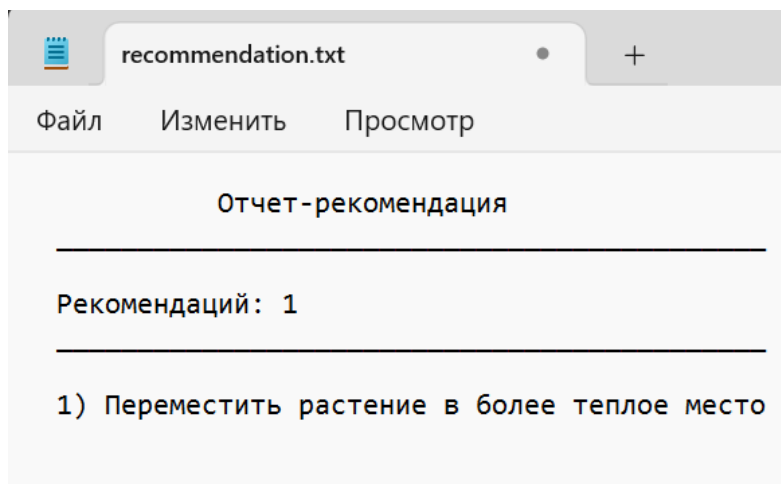 recommendation.txt
Файл Изменить Просмотр
Отчет-рекомендация
Рекомендаций: 1
1) Переместить растение в более теплое место